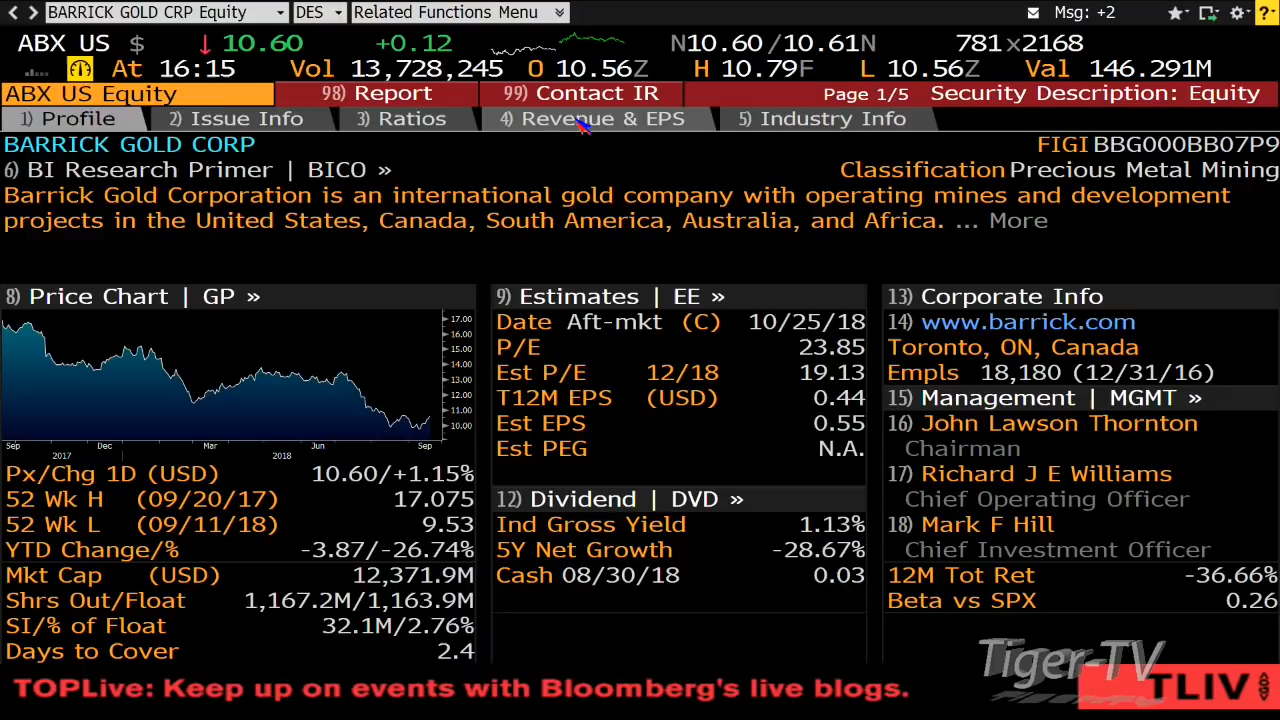 BARRICK GOLD CRP Equity DES Related Functions Menu Msg: +2
ABX US $ ↓ 10.60 +0.12 N10.60/10.61N 781x2168
At 16:15 Vol 13,728,245 O 10.56Z H 10.79F L 10.56Z Val 146.291M
ABX US Equity 98) Report 99) Contact IR Page 1/5 Security Description: Equity
1) Profile 2) Issue Info 3) Ratios 4) Revenue & EPS 5) Industry Info
BARRICK GOLD CORP FIGI BBG000BB07P9
6) BI Research Primer | BICO » Classification Precious Metal Mining
Barrick Gold Corporation is an international gold company with operating mines and development
projects in the United States, Canada, South America, Australia, and Africa. ... More
8) Price Chart | GP »
17.00
16.00
15.00
14.00
13.00
12.00
11.00
10.00
Sep Dec Mar Jun Sep
2017 2018
Px/Chg 1D (USD) 10.60/+1.15%
52 Wk H (09/20/17) 17.075
52 Wk L (09/11/18) 9.53
YTD Change/% -3.87/-26.74%
Mkt Cap (USD) 12,371.9M
Shrs Out/Float 1,167.2M/1,163.9M
SI/% of Float 32.1M/2.76%
Days to Cover 2.4
9) Estimates | EE »
Date Aft-mkt (C) 10/25/18
P/E 23.85
Est P/E 12/18 19.13
T12M EPS (USD) 0.44
Est EPS 0.55
Est PEG N.A.
12) Dividend | DVD »
Ind Gross Yield 1.13%
5Y Net Growth -28.67%
Cash 08/30/18 0.03
13) Corporate Info
14) www.barrick.com
Toronto, ON, Canada
Empls 18,180 (12/31/16)
15) Management | MGMT »
16) John Lawson Thornton
Chairman
17) Richard J E Williams
Chief Operating Officer
18) Mark F Hill
Chief Investment Officer
12M Tot Ret -36.66%
Beta vs SPX 0.26
Tiger-TV
TOPLive: Keep up on events with Bloomberg's live blogs.
TLIV